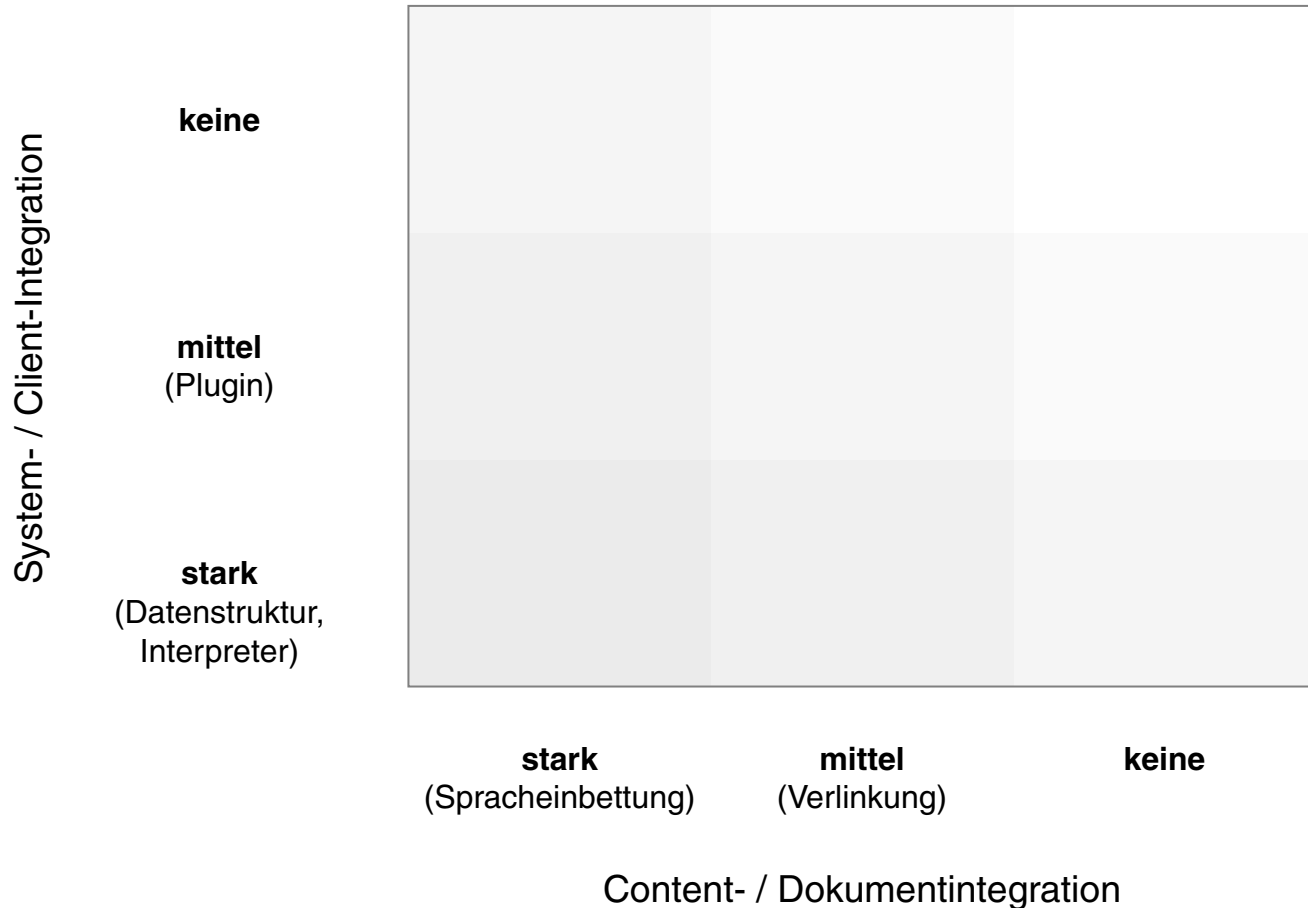 System- / Client-Integration
keine
mittel
(Plugin)
stark
(Datenstruktur,
Interpreter)
stark
(Spracheinbettung)
mittel
(Verlinkung)
keine
Content- / Dokumentintegration